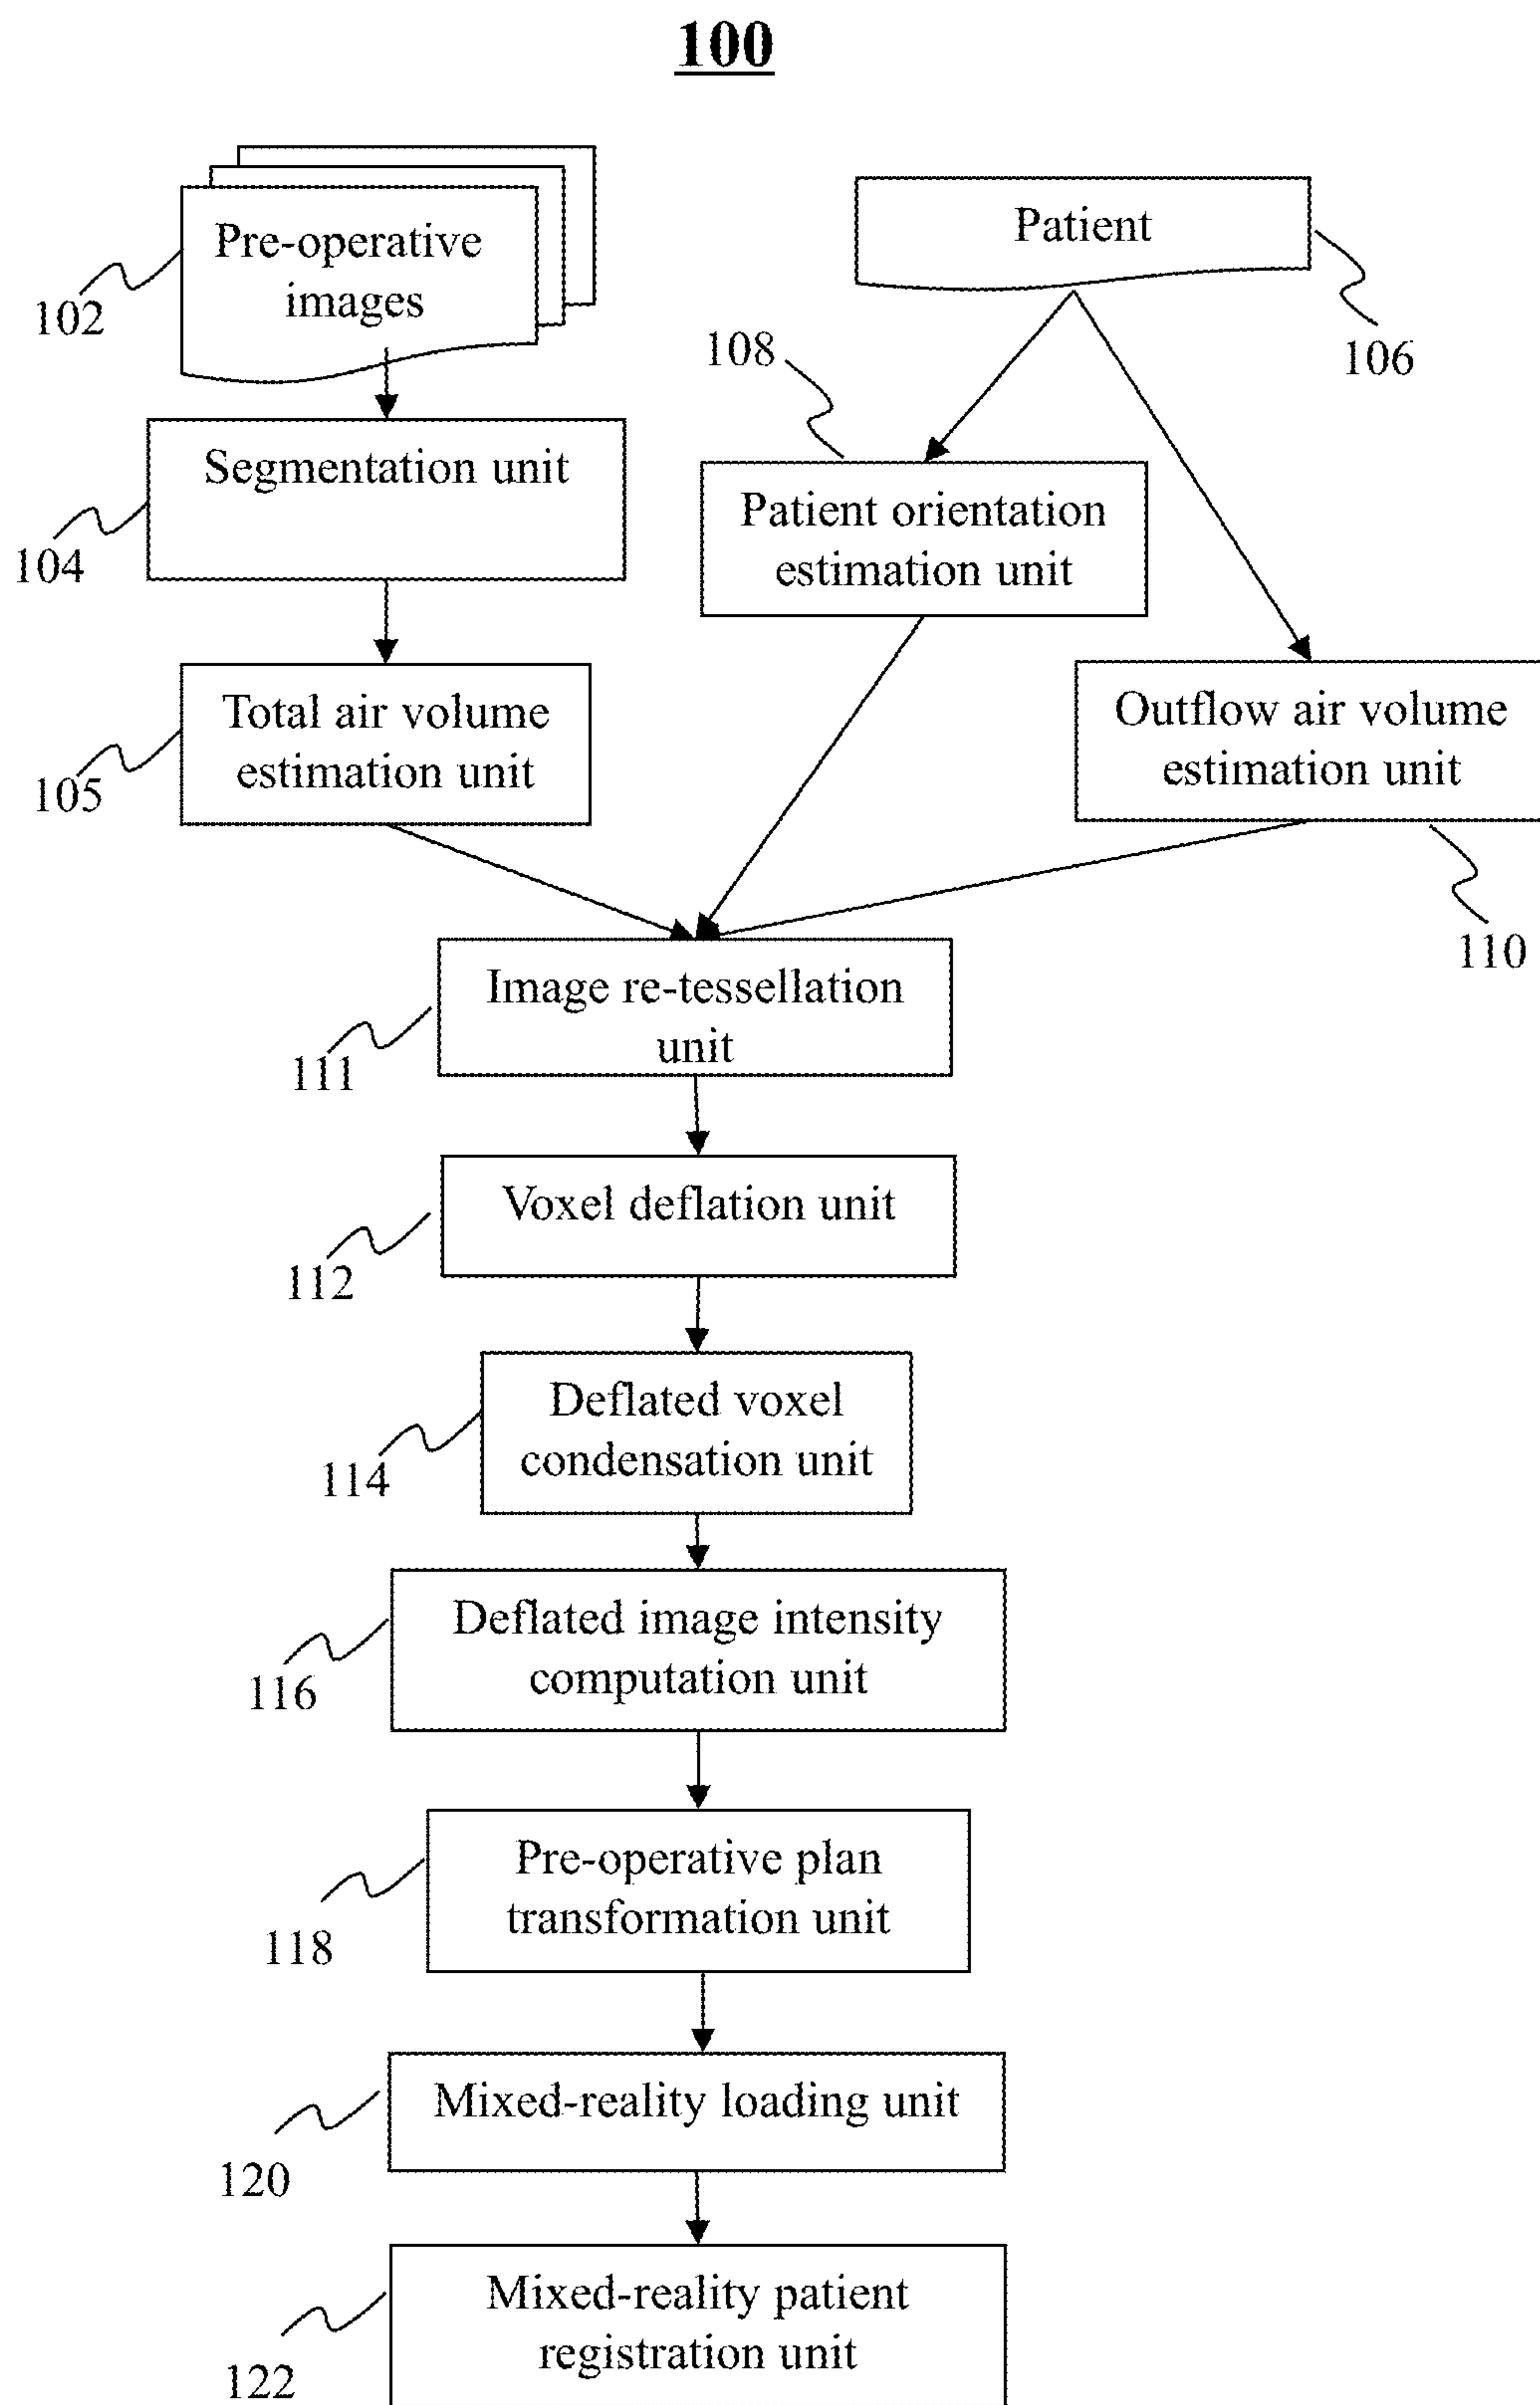 100
Pre-operative
images
102
Patient
106
108
Segmentation unit
104
Patient orientation
estimation unit
Total air volume
estimation unit
105
Outflow air volume
estimation unit
110
Image re-tessellation
unit
111
Voxel deflation unit
112
Deflated voxel
condensation unit
114
Deflated image intensity
computation unit
116
Pre-operative plan
transformation unit
118
Mixed-reality loading unit
120
Mixed-reality patient
registration unit
122